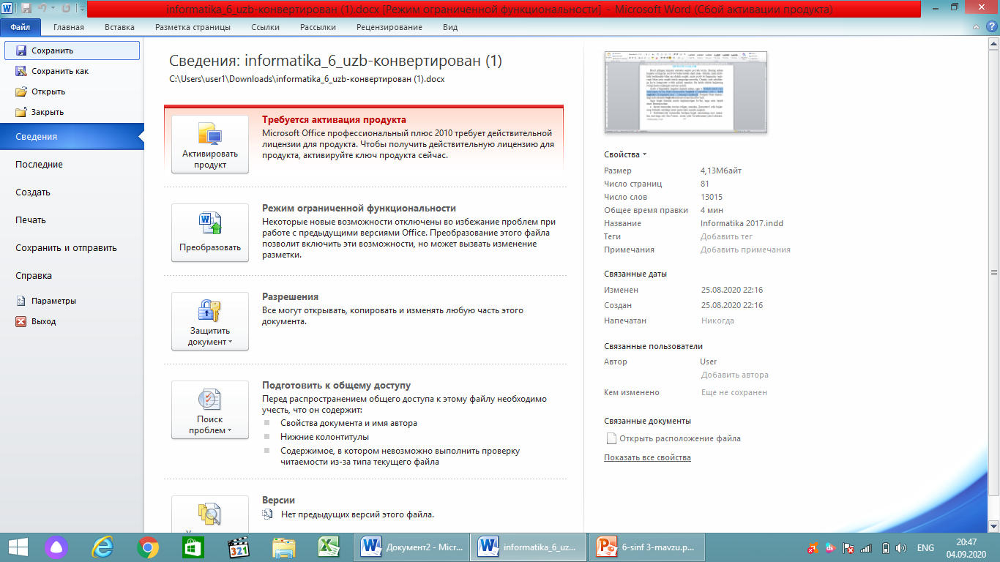 informatika_6_uzb-конвертирован (1).docx [Режим ограниченной функциональности] - Microsoft Word (Сбой активации продукта)
Файл Главная Вставка Разметка страницы Ссылки Рассылки Рецензирование Вид
Сохранить
Сохранить как
Открыть
Закрыть
Сведения
Последние
Создать
Печать
Сохранить и отправить
Справка
Параметры
Выход
Сведения: informatika_6_uzb-конвертирован (1)
C:\Users\user1\Downloads\informatika_6_uzb-конвертирован (1).docx
Активировать
продукт
Требуется активация продукта
Microsoft Office профессиональный плюс 2010 требует действительной
лицензии для продукта. Чтобы получить действительную лицензию для
продукта, активируйте ключ продукта сейчас.
Преобразовать
Режим ограниченной функциональности
Некоторые новые возможности отключены во избежание проблем при
работе с предыдущими версиями Office. Преобразование этого файла
позволит включить эти возможности, но может вызвать изменение
разметки.
Защитить
документ
Разрешения
Все могут открывать, копировать и изменять любую часть этого
документа.
Поиск
проблем
Подготовить к общему доступу
Перед распространением общего доступа к этому файлу необходимо
учесть, что он содержит:
Свойства документа и имя автора
Нижние колонтитулы
Содержимое, в котором невозможно выполнить проверку
читаемости из-за типа текущего файла
Версии
Нет предыдущих версий этого файла.
Свойства
Размер 4,13Мбайт
Число страниц 81
Число слов 13015
Общее время правки 4 мин
Название Informatika 2017.indd
Теги Добавить тег
Примечания Добавить примечания
Связанные даты
Изменен 25.08.2020 22:16
Создан 25.08.2020 22:16
Напечатан Никогда
Связанные пользователи
Автор User
Добавить автора
Кем изменено Еще не сохранен
Связанные документы
Открыть расположение файла
Показать все свойства
321
Документ2 - Micr...
informatika_6_uz...
6-sinf 3-mavzu.p...
ENG
20:47
04.09.2020